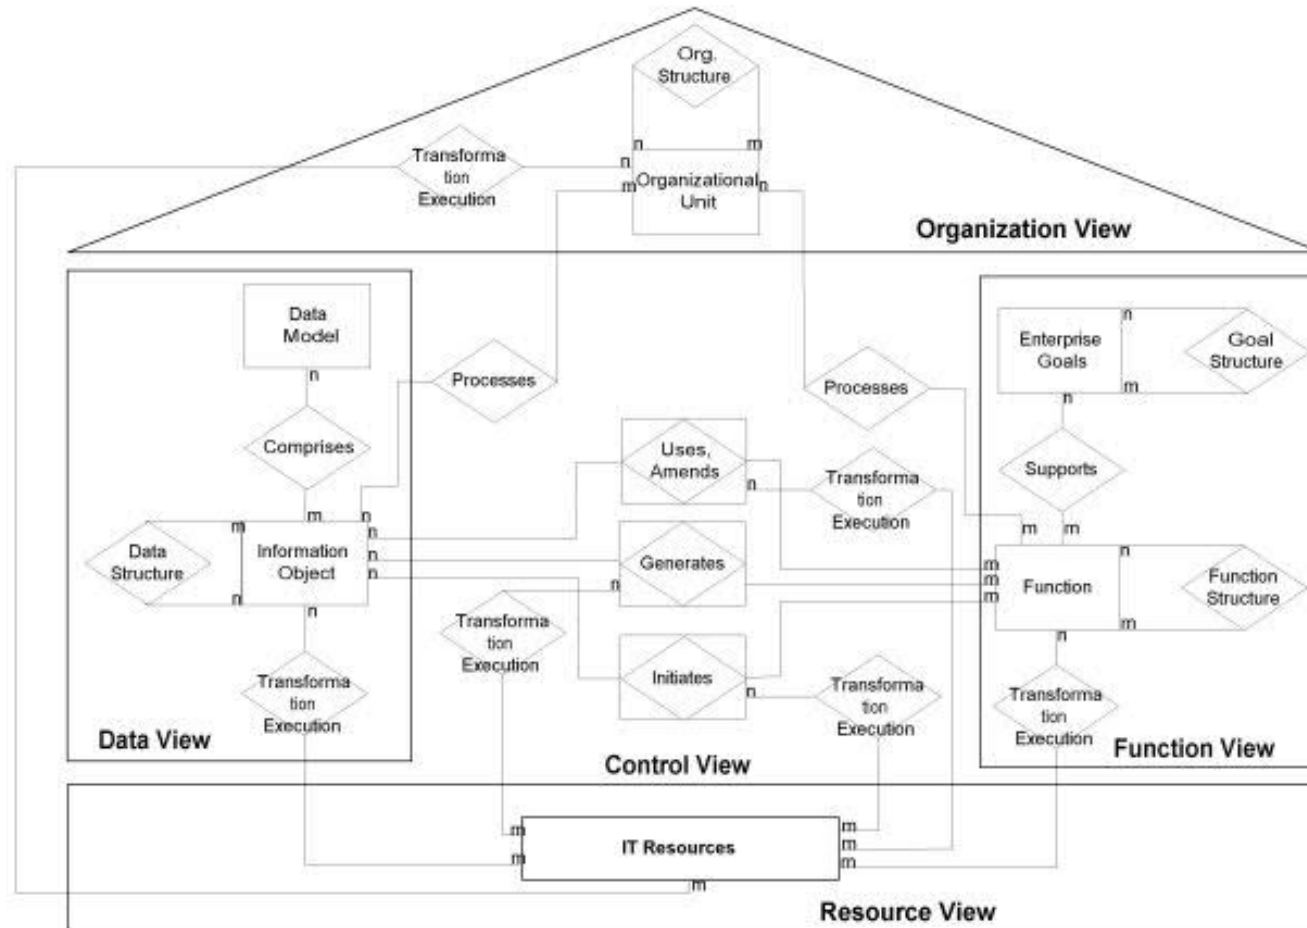 Org.
Structure
n
m
Transforma
tion
Execution
n
m
Organizational
Unit
n
Organization View
Data
Model
n
Comprises
m
n
Processes
Processes
n
Enterprise
Goals
m
n
Goal
Structure
Supports
m
m
Uses,
Amends
n
Transforma
tion
Execution
Data
Structure
m
n
Information
Object
n
n
n
n
Generates
n
m
m
m
Function
n
m
n
Function
Structure
Transforma
tion
Execution
Transforma
tion
Execution
Initiates
n
Transforma
tion
Execution
Transforma
tion
Execution
Data View
Control View
Function View
m
m
IT Resources
m
m
m
m
Resource View